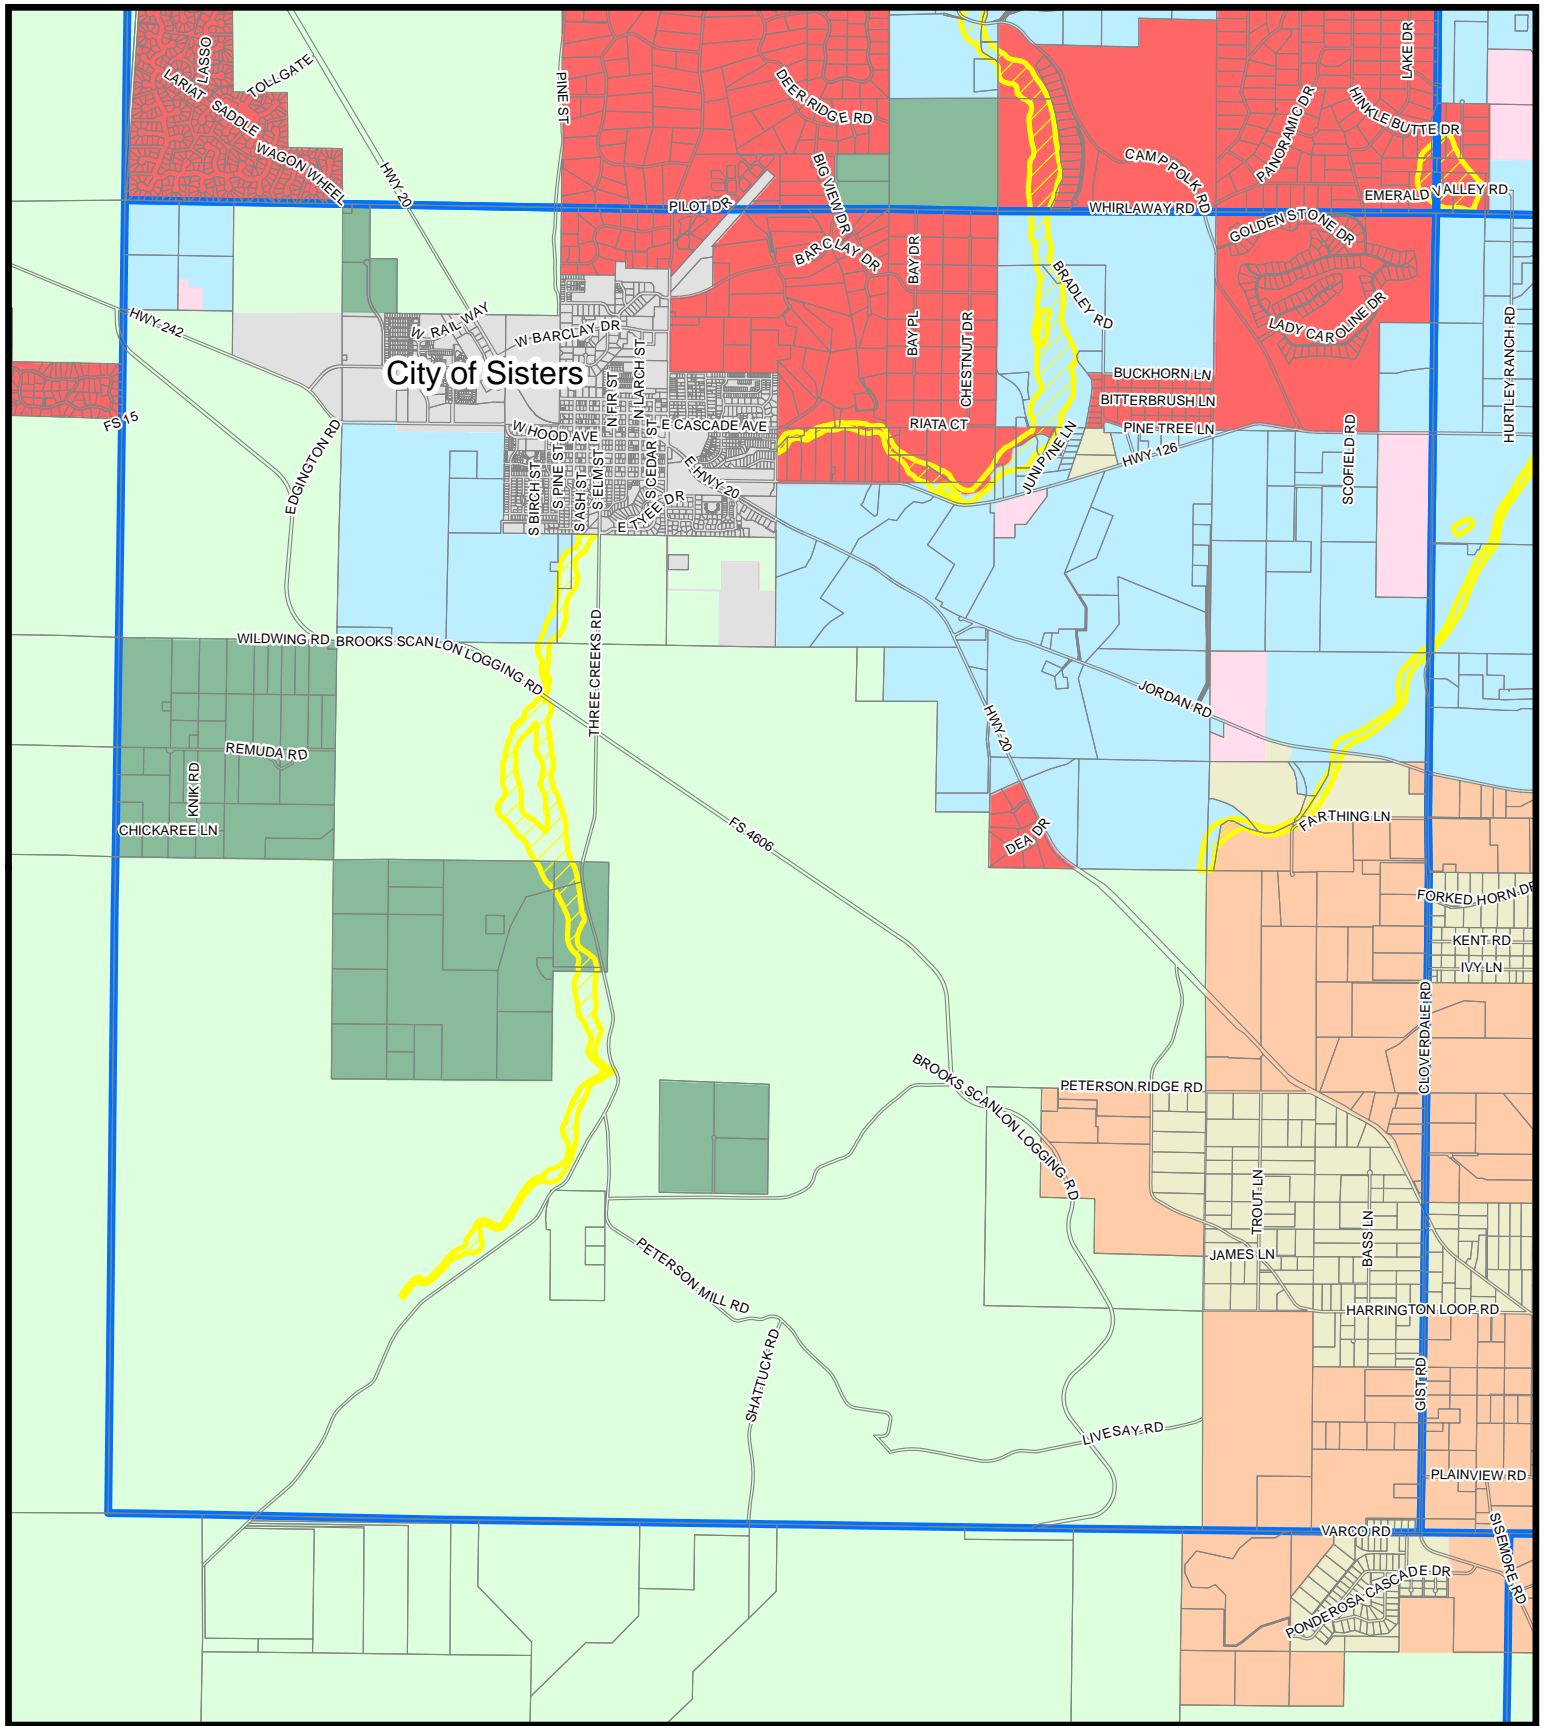 LASSO
LARIAT
TOLLGATE
SADDLE
WAGON WHEEL
HWY 20
PINE ST
DEER RIDGE RD
BIG VIEW DR
PILOT DR
CAMP POLK RD
PANORAMIC DR
LAKE DR
HINKLE BUTTE DR
EMERALD VALLEY RD
WHIRLAWAY RD
GOLDEN STONE DR
BARCLAY DR
BAY DR
BRADLEY RD
LADY CAROLINE DR
HURTLEY RANCH RD
HWY 242
W RAIL WAY
W BARCLAY DR
City of Sisters
N FIR ST
N LARCH ST
BAY PL
CHESTNUT DR
BUCKHORN LN
BITTERBRUSH LN
PINE TREE LN
RIATA CT
FS 15
EDGINGTON RD
W HOOD AVE
E CASCADE AVE
S BIRCH ST
S PINE ST
S ASH ST
S ELM ST
S CEDAR ST
E TYEE DR
E HWY 20
JUNIPINE LN
HWY 126
SCOFIELD RD
WILDWING RD
BROOKS SCANLON LOGGING RD
THREE CREEKS RD
JORDAN RD
HWY 20
REMUDA RD
KNIK RD
CHICKAREE LN
FS 4606
DEA DR
FARTHING LN
FORKED HORN DR
KENT RD
IVY LN
CLOVERDALE RD
BROOKS SCANLON LOGGING RD
PETERSON RIDGE RD
TROUT LN
BASS LN
JAMES LN
PETERSON MILL RD
HARRINGTON LOOP RD
SHATTUCK RD
GIST RD
LIVESAY RD
PLAINVIEW RD
VARCO RD
SISEMORE RD
PONDEROSA CASCADE DR